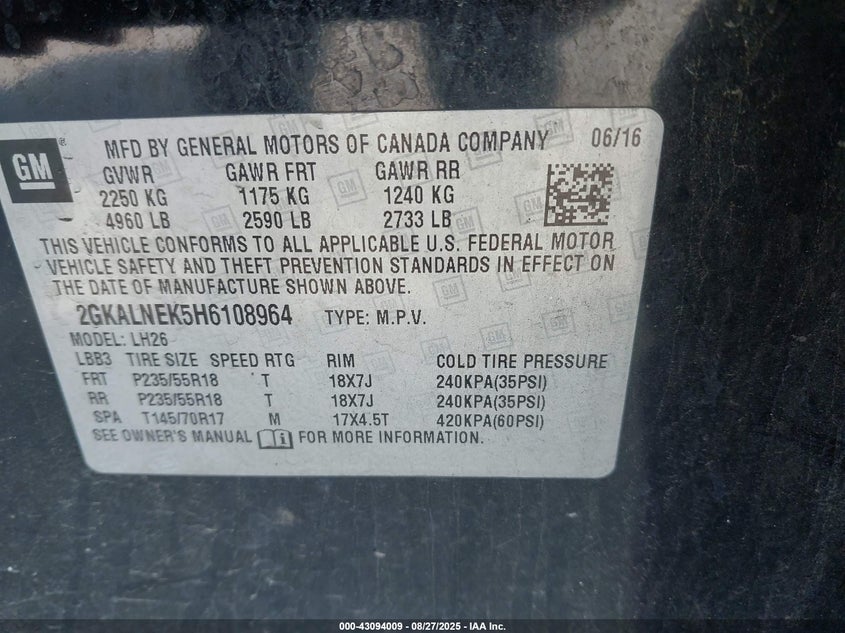 GM
MFD BY GENERAL MOTORS OF CANADA COMPANY 06/16
GVWR GAWR FRT GAWR RR
2250 KG 1175 KG 1240 KG
4960 LB 2590 LB 2733 LB
THIS VEHICLE CONFORMS TO ALL APPLICABLE U.S. FEDERAL MOTOR
VEHICLE SAFETY AND THEFT PREVENTION STANDARDS IN EFFECT ON
THE DATE OF MANUFACTURE SHOWN ABOVE.
2GKALNEK5H6108964 TYPE: M.P.V.
MODEL: LH26
LBB3 TIRE SIZE SPEED RTG RIM COLD TIRE PRESSURE
FRT P235/55R18 T 18X7J 240KPA(35PSI)
RR P235/55R18 T 18X7J 240KPA(35PSI)
SPA T145/70R17 M 17X4.5T 420KPA(60PSI)
SEE OWNER'S MANUAL FOR MORE INFORMATION.
000-43094009 - 08/27/2025 - IAA Inc.